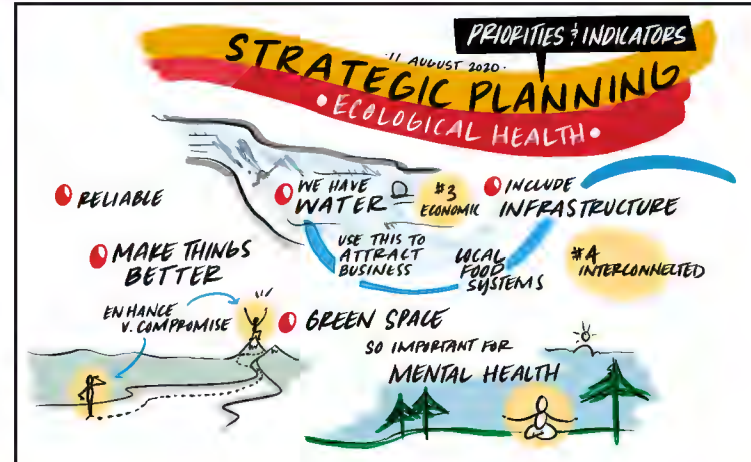 PRIORITIES & INDICATORS
·11 AUGUST 2020·
STRATEGIC PLANNING
•ECOLOGICAL HEALTH•
RELIABLE
WE HAVE
WATER
#3
ECONOMIC
INCLUDE
INFRASTRUCTURE
MAKE THINGS
BETTER
USE THIS TO
ATTRACT
BUSINESS
LOCAL
FOOD
SYSTEMS
#4
INTERCONNECTED
ENHANCE
V. COMPROMISE
GREEN SPACE
SO IMPORTANT FOR
MENTAL HEALTH